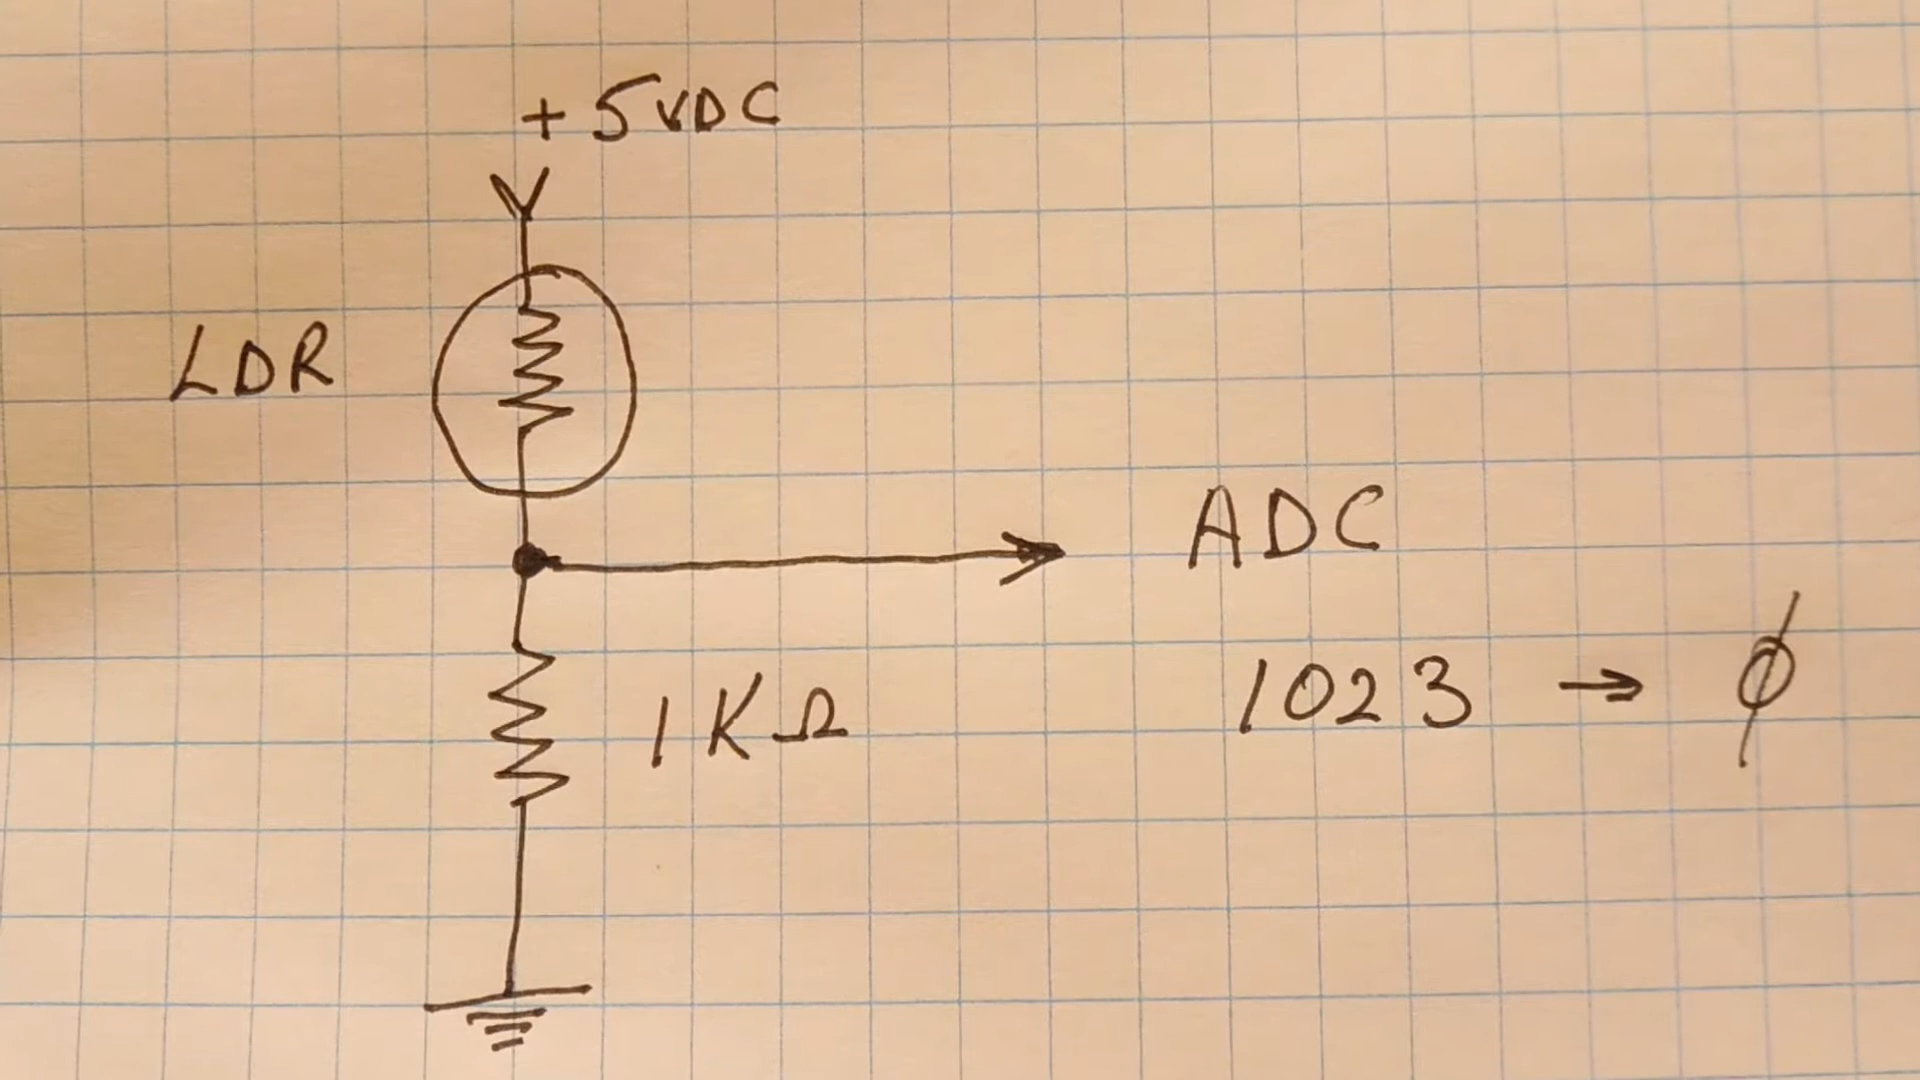 +5VDC
LDR
ADC
1KΩ
1023 → ϕ